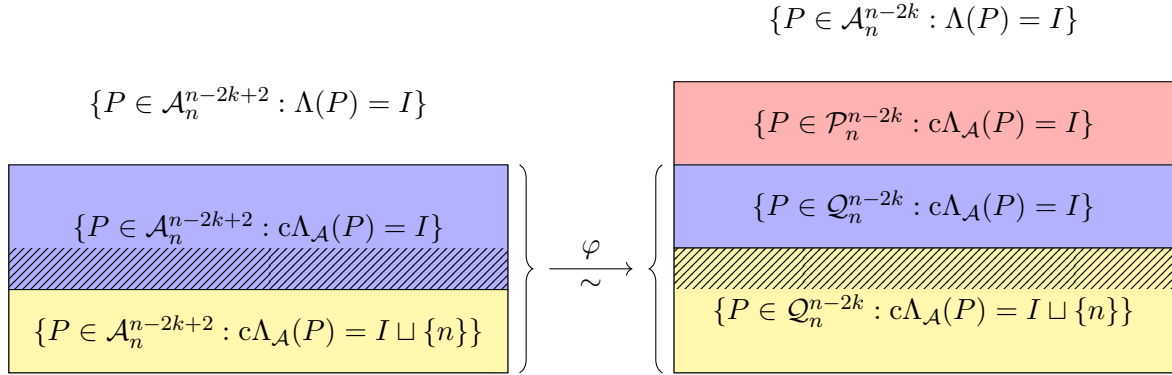 {P ∈ 𝒜_n^{n-2k} : Λ(P) = I}
{P ∈ 𝒜_n^{n-2k+2} : Λ(P) = I}
{P ∈ 𝒫_n^{n-2k} : cΛ_𝒜(P) = I}
{P ∈ 𝒜_n^{n-2k+2} : cΛ_𝒜(P) = I}
{P ∈ 𝒬_n^{n-2k} : cΛ_𝒜(P) = I}
φ
∼
{P ∈ 𝒜_n^{n-2k+2} : cΛ_𝒜(P) = I ⊔ {n}}
{P ∈ 𝒬_n^{n-2k} : cΛ_𝒜(P) = I ⊔ {n}}